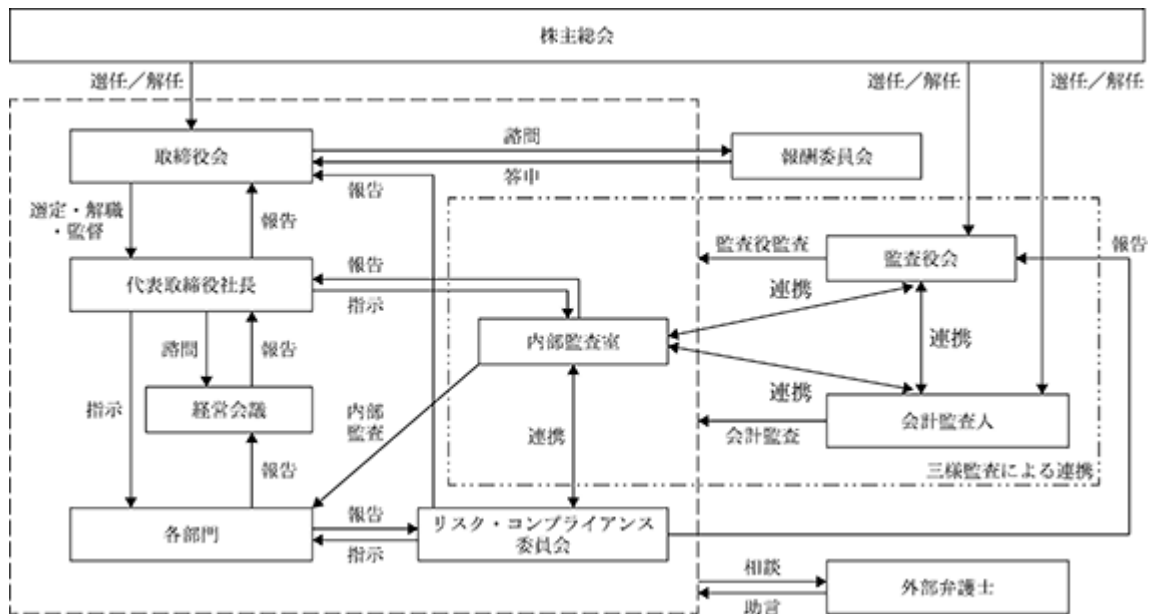 株主総会
選任／解任
選任／解任
選任／解任
取締役会
諮問
報酬委員会
答申
報告
選定・解職
・監督
報告
監査役監査
監査役会
報告
代表取締役社長
報告
指示
連携
内部監査室
連携
諮問
報告
指示
経営会議
内部
監査
連携
連携
会計監査人
会計監査
報告
三様監査による連携
各部門
報告
指示
リスク・コンプライアンス
委員会
相談
助言
外部弁護士